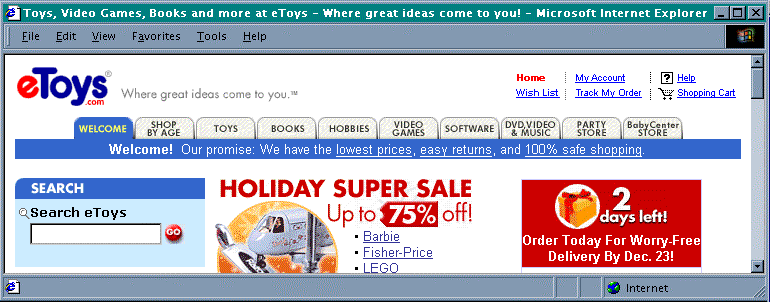 Toys, Video Games, Books and more at eToys - Where great ideas come to you! - Microsoft Internet Explorer
File Edit View Favorites Tools Help
eToys.com Where great ideas come to you.™
Home My Account Help
Wish List Track My Order Shopping Cart
WELCOME SHOP BY AGE TOYS BOOKS HOBBIES VIDEO GAMES SOFTWARE DVD,VIDEO & MUSIC PARTY STORE BabyCenter STORE
Welcome! Our promise: We have the lowest prices, easy returns, and 100% safe shopping.
SEARCH
Search eToys
GO
HOLIDAY SUPER SALE
Up to 75% off!
• Barbie
• Fisher-Price
• LEGO
2
days left!
Order Today For Worry-Free
Delivery By Dec. 23!
Internet